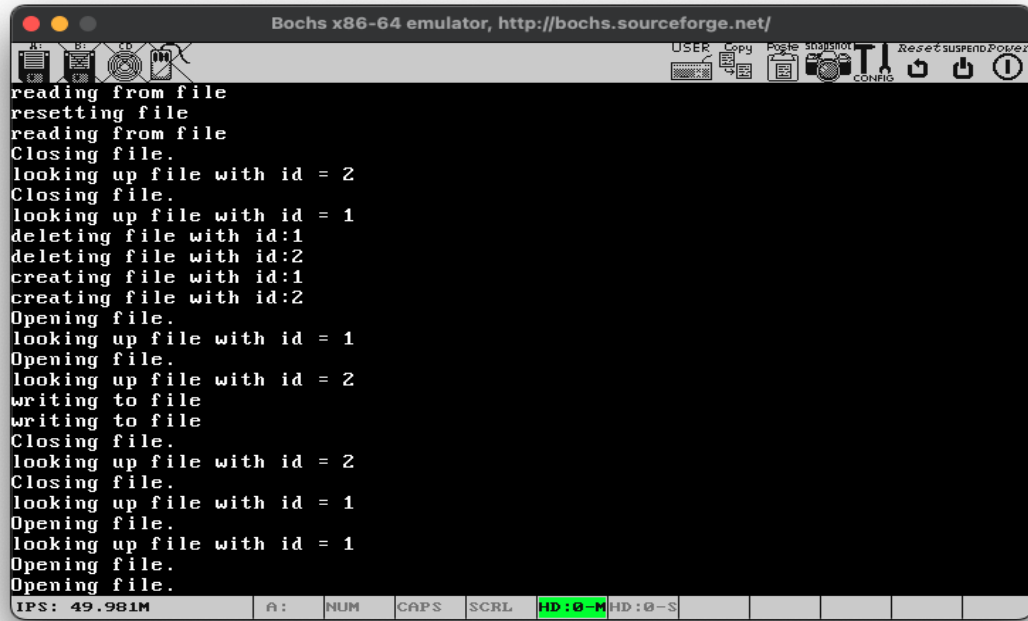 Bochs x86-64 emulator, http://bochs.sourceforge.net/
A: B: CD USER Copy Paste snapshot CONFIG Reset SUSPEND Power
reading from file
resetting file
reading from file
Closing file.
looking up file with id = 2
Closing file.
looking up file with id = 1
deleting file with id:1
deleting file with id:2
creating file with id:1
creating file with id:2
Opening file.
looking up file with id = 1
Opening file.
looking up file with id = 2
writing to file
writing to file
Closing file.
looking up file with id = 2
Closing file.
looking up file with id = 1
Opening file.
looking up file with id = 1
Opening file.
Opening file.
IPS: 49.981M A: NUM CAPS SCRL HD:0-M HD:0-S